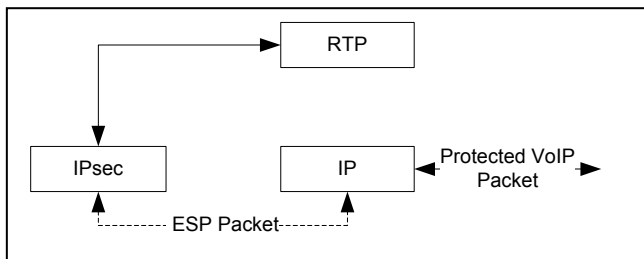 RTP
IPsec
IP
Protected VoIP
Packet
ESP Packet